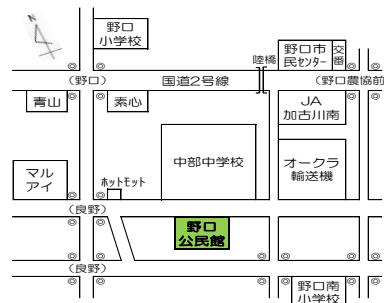 野口
小学校
陸橋
野口市
民センター
交番
(野口)
国道2号線
(野口農協前)
青山
素心
JA
加古川南
中部中学校
オークラ
輸送機
マル
アイ
ホットモット
(良野)
野口
公民館
(良野)
野口南
小学校